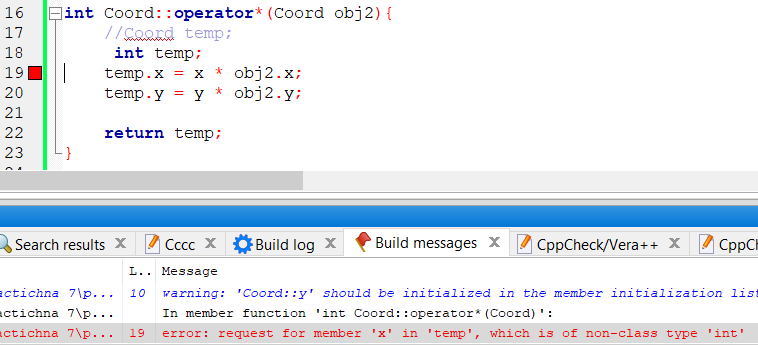 16 int Coord::operator*(Coord obj2){
17 //Coord temp;
18 int temp;
19 temp.x = x * obj2.x;
20 temp.y = y * obj2.y;
21
22 return temp;
23 }
Search results X Cccc X Build log X Build messages X CppCheck/Vera++ X CppCh
L.. Message
actichna 7\p... 10 warning: 'Coord::y' should be initialized in the member initialization list
actichna 7\p... In member function 'int Coord::operator*(Coord)':
actichna 7\p... 19 error: request for member 'x' in 'temp', which is of non-class type 'int'